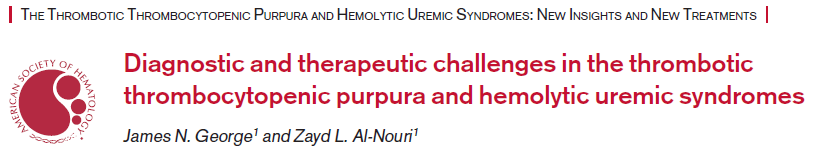 THE THROMBOTIC THROMBOCYTOPENIC PURPURA AND HEMOLYTIC UREMIC SYNDROMES: NEW INSIGHTS AND NEW TREATMENTS
AMERICAN SOCIETY OF HEMATOLOGY
Diagnostic and therapeutic challenges in the thrombotic
thrombocytopenic purpura and hemolytic uremic syndromes
James N. George1 and Zayd L. Al-Nouri1